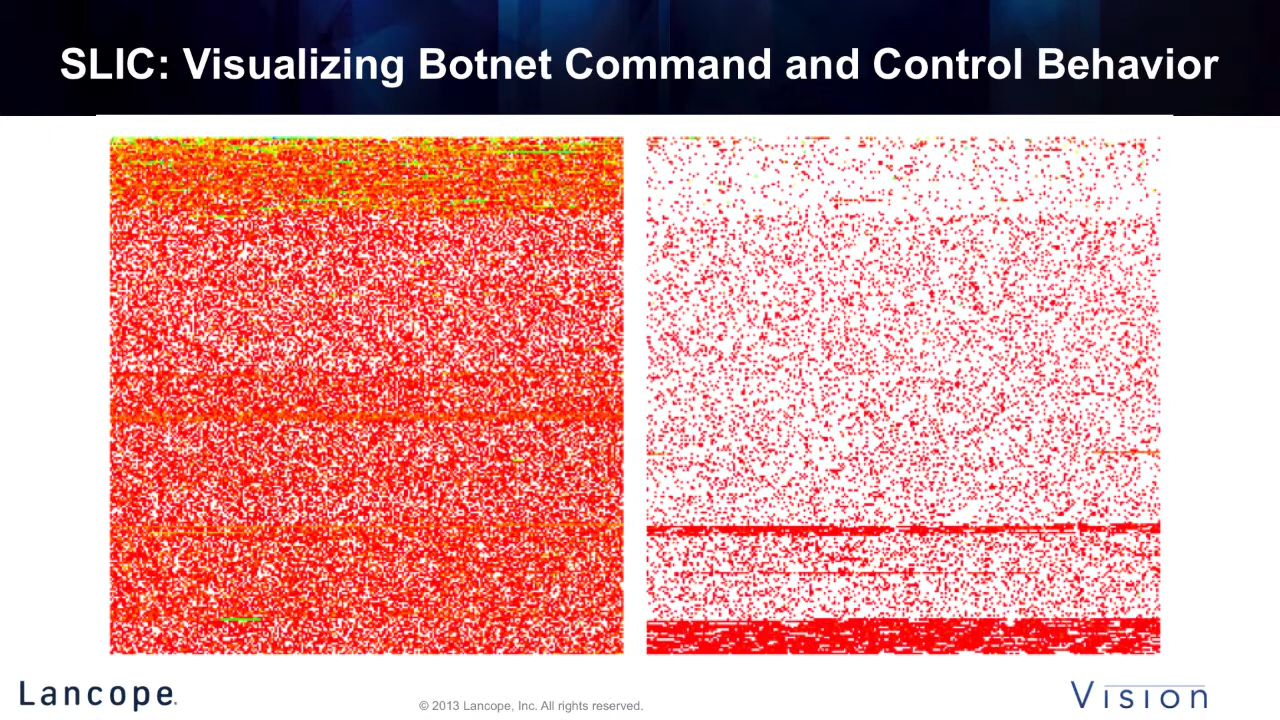 SLIC: Visualizing Botnet Command and Control Behavior
Lancope.
© 2013 Lancope, Inc. All rights reserved.
Vision